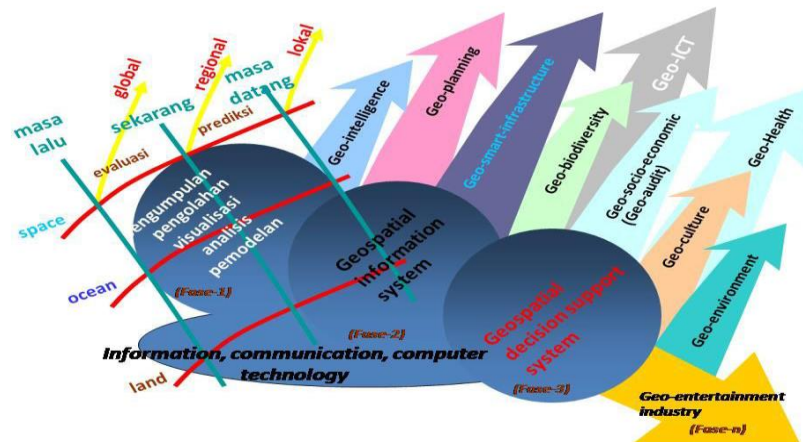 global
regional
lokal
masa
lalu
sekarang
masa
datang
evaluasi
prediksi
space
ocean
land
pengumpulan
pengolahan
visualisasi
analisis
pemodelan
(Fase-1)
Geospatial
information
system
(Fase-2)
Geospatial
decision support
system
(Fase-3)
Information, communication, computer
technology
Geo-intelligence
Geo-planning
Geo-smart-infrastructure
Geo-biodiversity
Geo-ICT
Geo-socio-economic
(Geo-audit)
Geo-Health
Geo-culture
Geo-environment
Geo-entertainment
industry
(Fase-n)